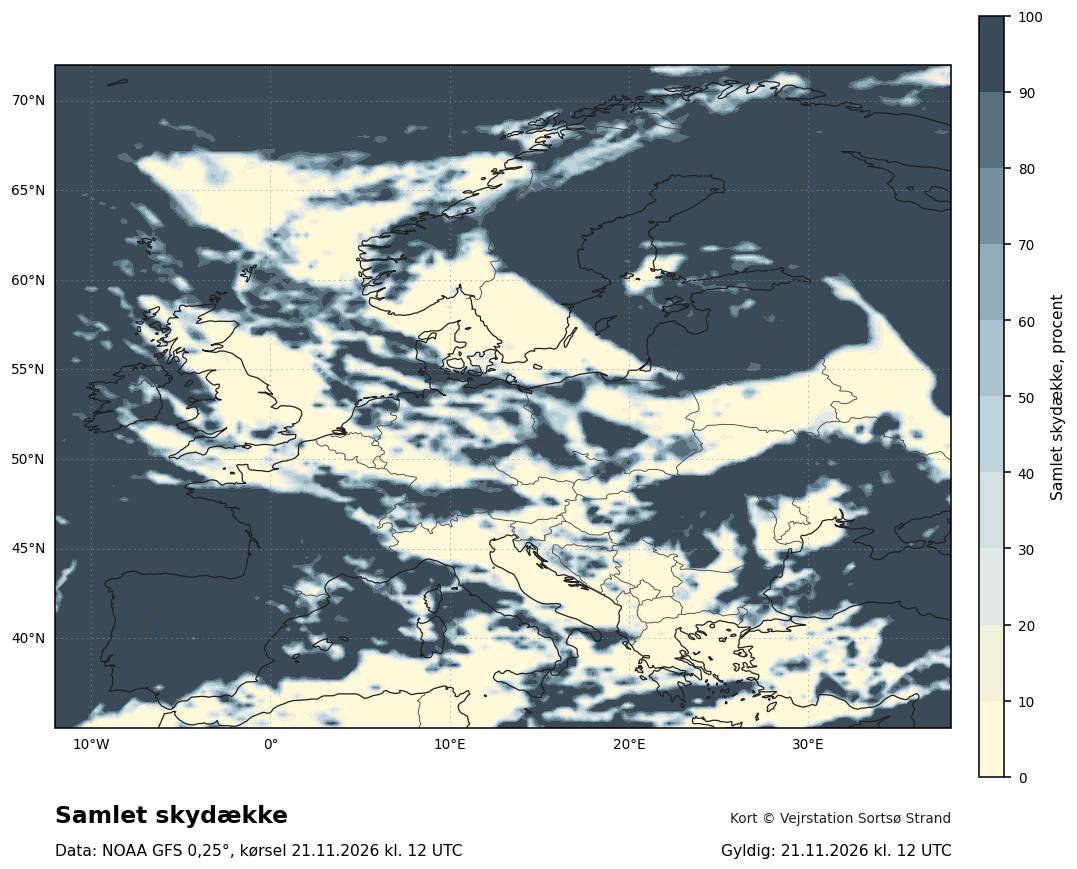 100
90
80
70
60
50
40
30
20
10
0
Samlet skydække, procent
70°N
65°N
60°N
55°N
50°N
45°N
40°N
10°W
0°
10°E
20°E
30°E
Samlet skydække
Kort © Vejrstation Sortsø Strand
Data: NOAA GFS 0,25°, kørsel 21.11.2026 kl. 12 UTC
Gyldig: 21.11.2026 kl. 12 UTC